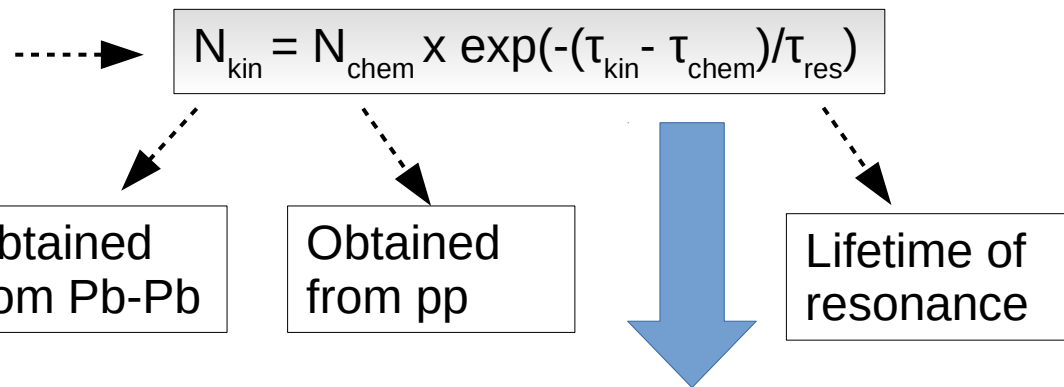 N_kin = N_chem x exp(-(τ_kin- τ_chem)/τ_res)
btained
om Pb-Pb
Obtained
from pp
Lifetime of
resonance